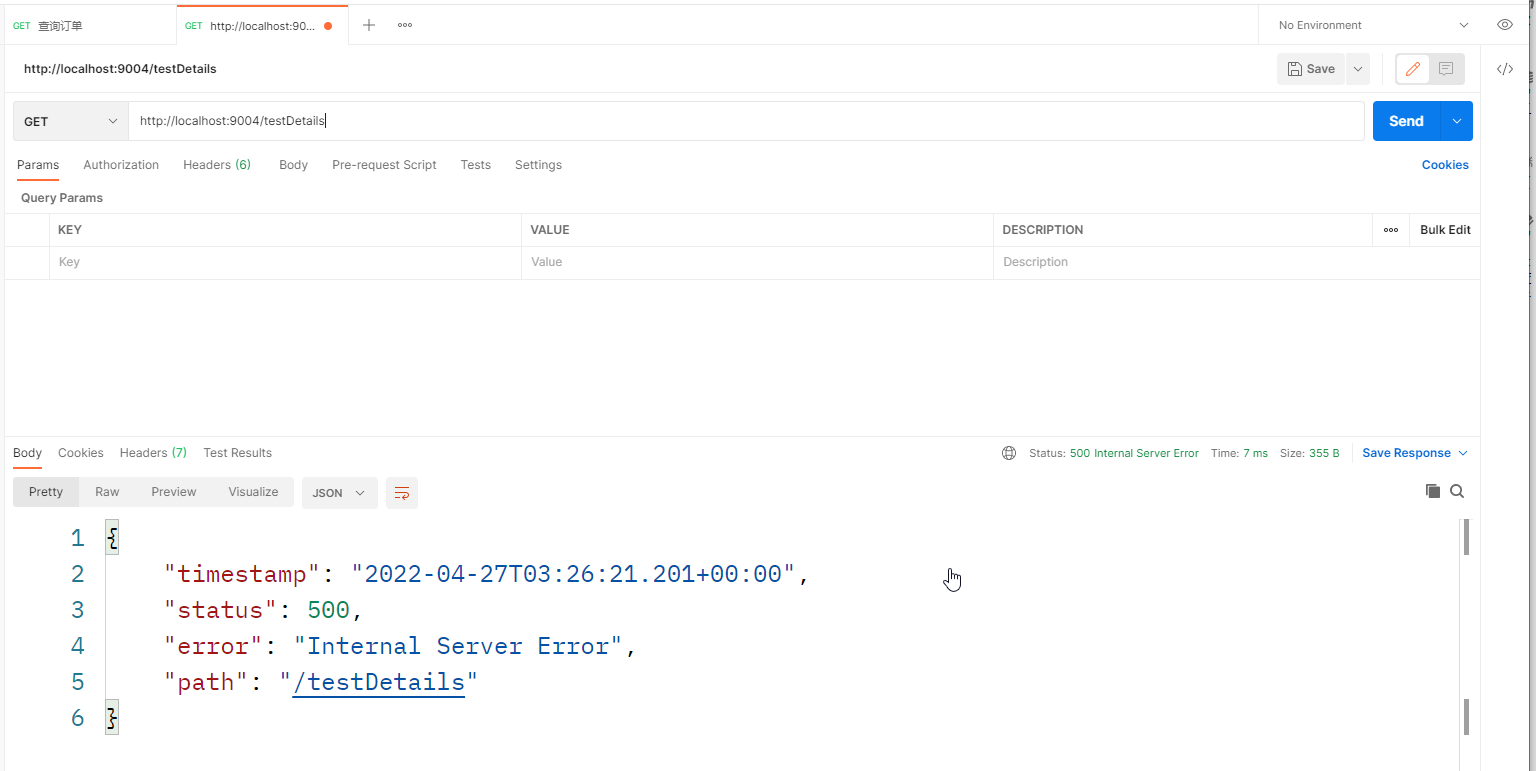 GET 查询订单
GET http://localhost:90...
No Environment
http://localhost:9004/testDetails
Save
GET
http://localhost:9004/testDetails
Send
Params Authorization Headers (6) Body Pre-request Script Tests Settings
Cookies
Query Params
KEY VALUE DESCRIPTION
Bulk Edit
Key Value Description
Body Cookies Headers (7) Test Results
Status: 500 Internal Server Error Time: 7 ms Size: 355 B
Save Response
Pretty Raw Preview Visualize
JSON
1 {
2 "timestamp": "2022-04-27T03:26:21.201+00:00",
3 "status": 500,
4 "error": "Internal Server Error",
5 "path": "/testDetails"
6 }